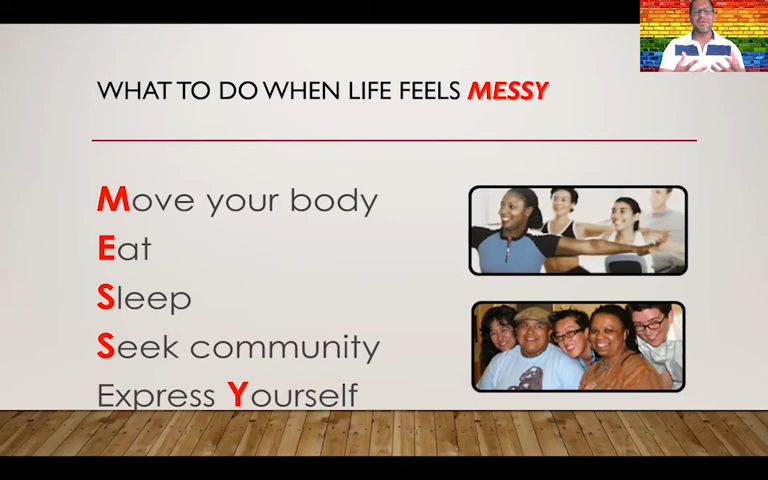 WHAT TO DO WHEN LIFE FEELS MESSY
Move your body
Eat
Sleep
Seek community
Express Yourself